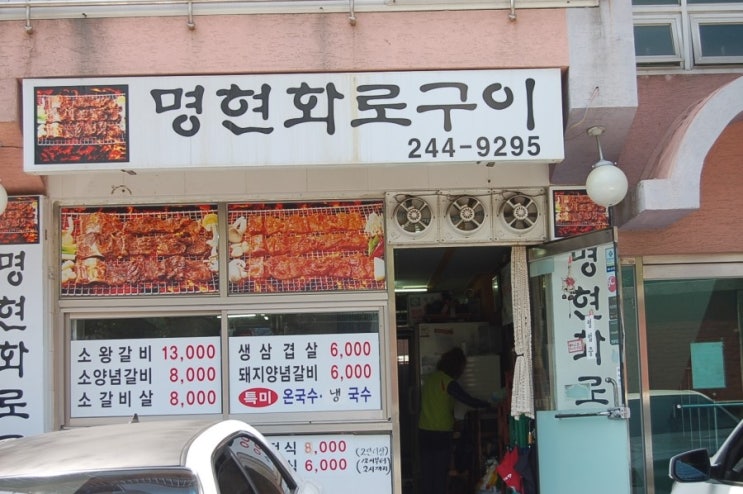 명현화로구이
244-9295
명현화로
명현화로
소왕갈비 13,000
소양념갈비 8,000
소갈비살 8,000
생삼겹살 6,000
돼지양념갈비 6,000
특미 온국수·냉국수
정식 8,000
식 6,000